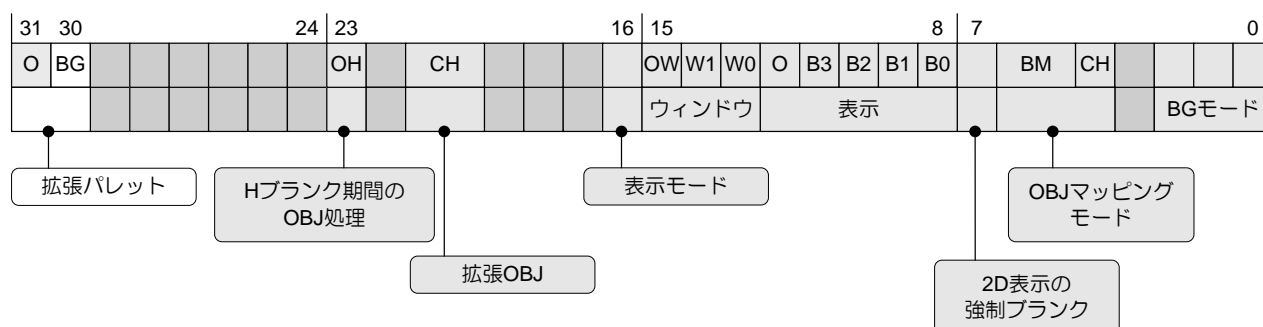 31 30 24 23 16 15 8 7 0
O BG OH CH OW W1 W0 O B3 B2 B1 B0 BM CH
ウィンドウ 表示 BGモード
拡張パレット
Hブランク期間の
OBJ処理
拡張OBJ
表示モード
OBJマッピング
モード
2D表示の
強制ブランク